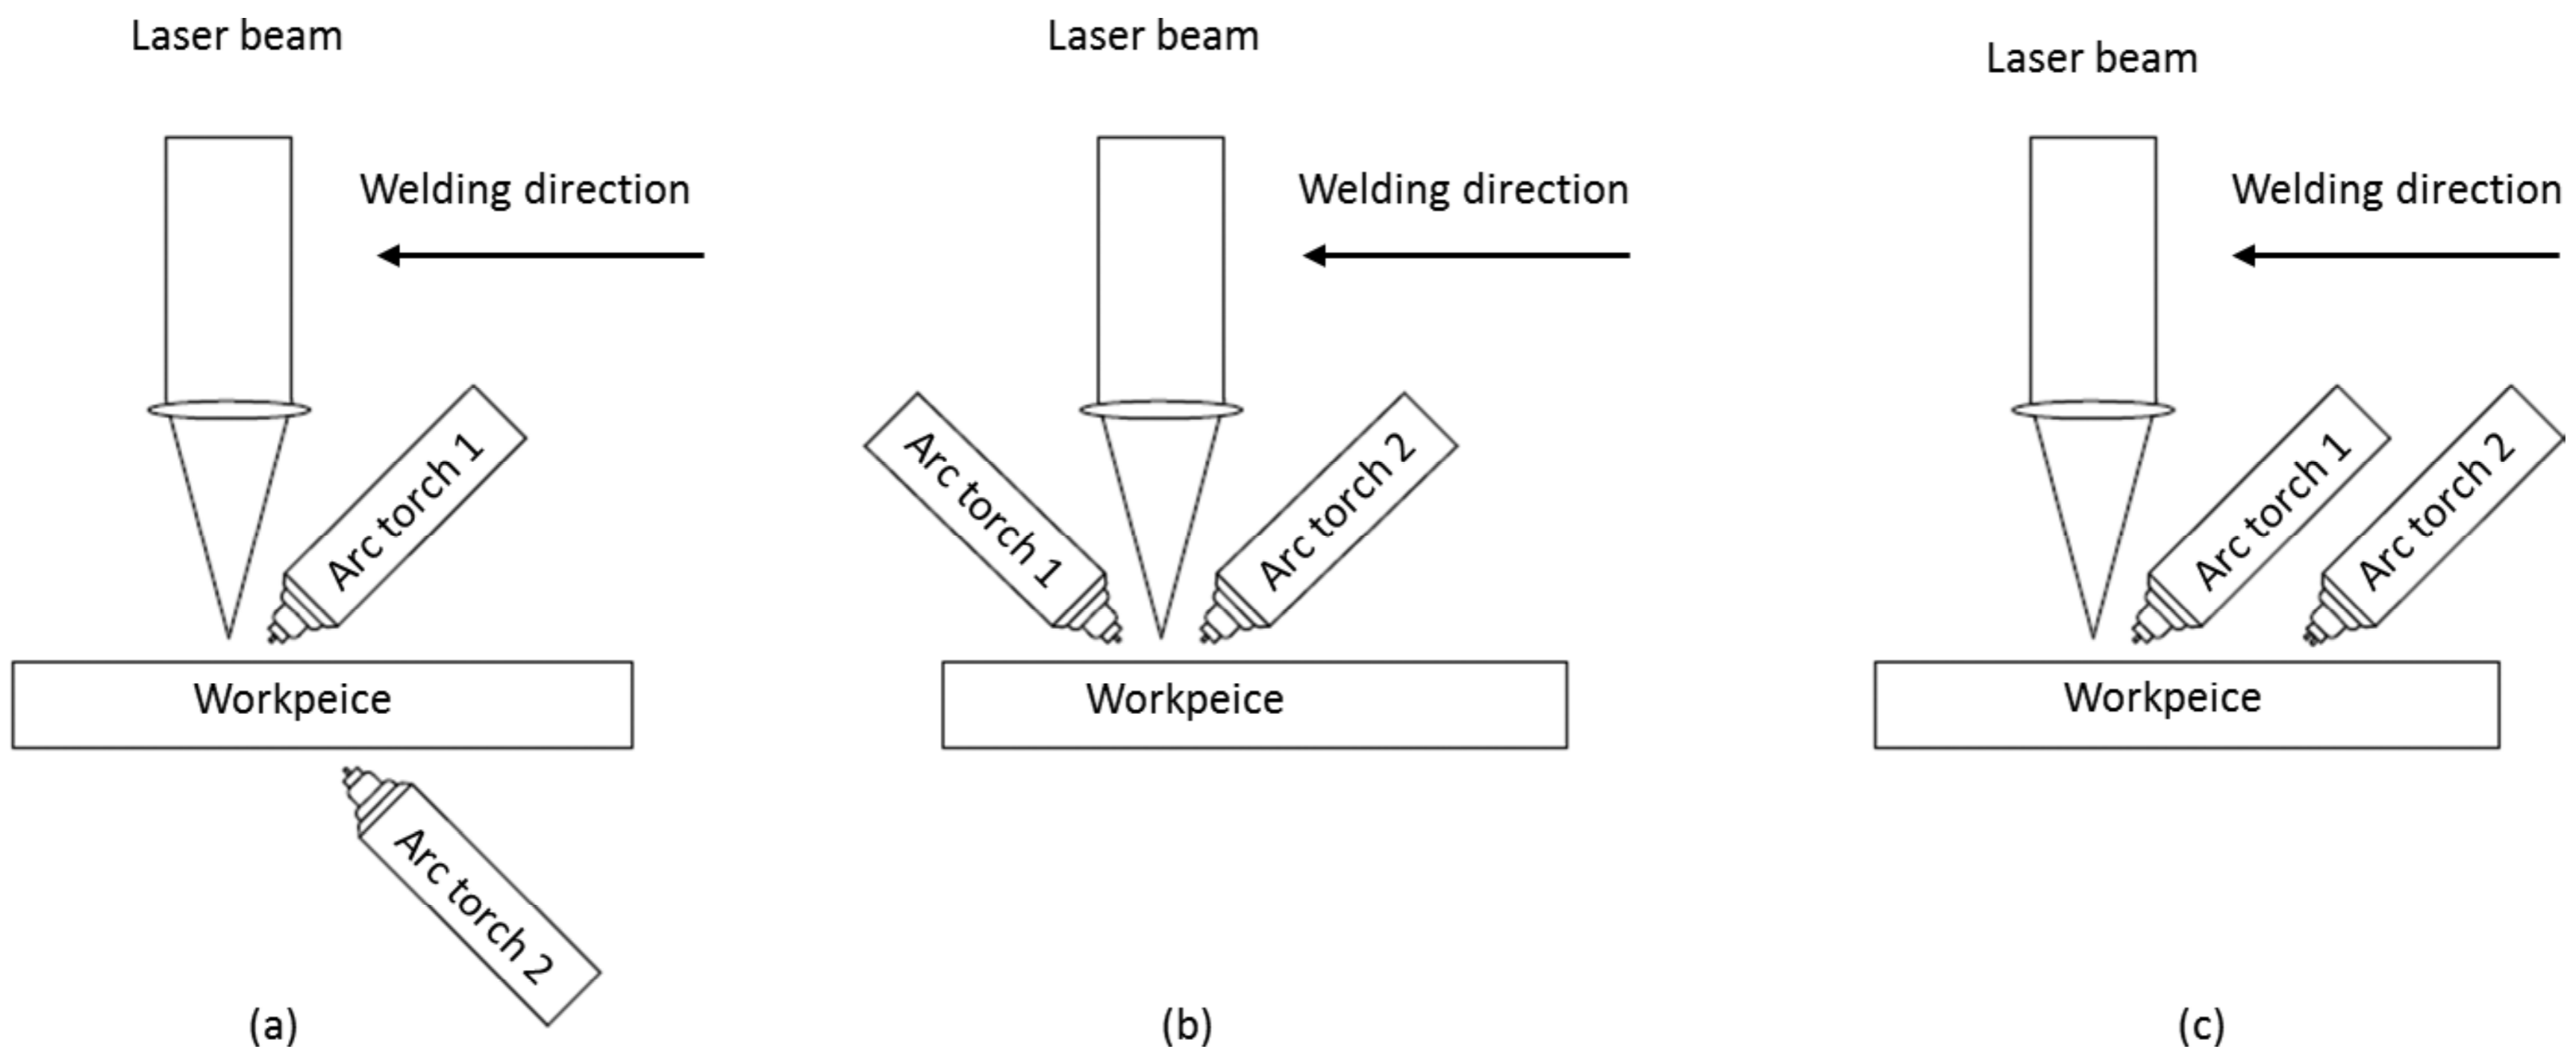 Laser beam
Welding direction
Arc torch 1
Workpeice
Arc torch 2
(a)
Laser beam
Welding direction
Arc torch 1
Arc torch 2
Workpeice
(b)
Laser beam
Welding direction
Arc torch 1
Arc torch 2
Workpeice
(c)